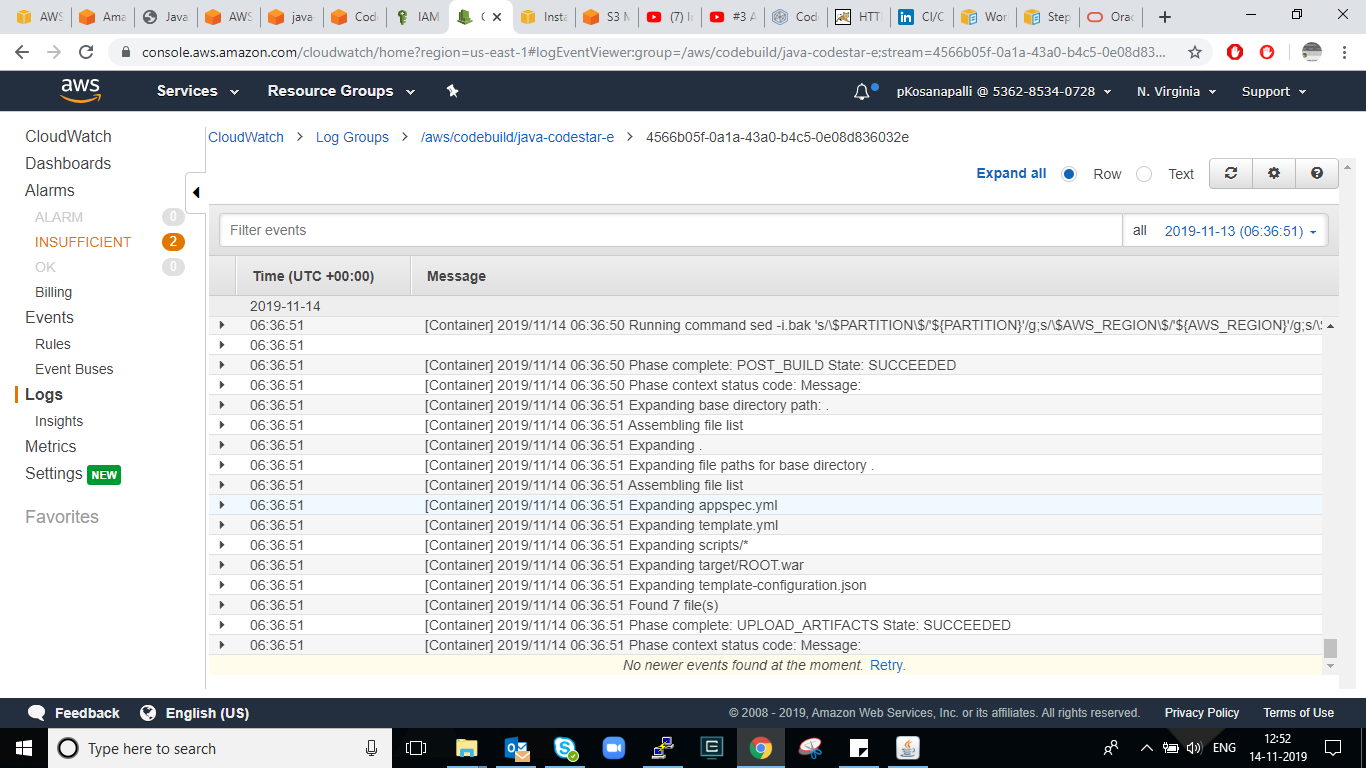 AWS
Ama
Java
AWS
java-
Cod
IAM
Insta
S3 M
(7) I
#3 A
Cod
HTT
CI/C
Wor
Step
Orac
console.aws.amazon.com/cloudwatch/home?region=us-east-1#logEventViewer:group=/aws/codebuild/java-codestar-e;stream=4566b05f-0a1a-43a0-b4c5-0e08d83...
aws Services Resource Groups pKosanapalli @ 5362-8534-0728 N. Virginia Support
CloudWatch
Dashboards
Alarms
ALARM 0
INSUFFICIENT 2
OK 0
Billing
Events
Rules
Event Buses
Logs
Insights
Metrics
Settings NEW
Favorites
CloudWatch > Log Groups > /aws/codebuild/java-codestar-e > 4566b05f-0a1a-43a0-b4c5-0e08d836032e
Expand all Row Text
Filter events all 2019-11-13 (06:36:51)
Time (UTC +00:00) Message
2019-11-14
06:36:51 [Container] 2019/11/14 06:36:50 Running command sed -i.bak 's/\$PARTITION\$/'${PARTITION}'/g;s/\$AWS_REGION\$/'${AWS_REGION}'/g;s/\$
06:36:51
06:36:51 [Container] 2019/11/14 06:36:50 Phase complete: POST_BUILD State: SUCCEEDED
06:36:51 [Container] 2019/11/14 06:36:50 Phase context status code: Message:
06:36:51 [Container] 2019/11/14 06:36:51 Expanding base directory path: .
06:36:51 [Container] 2019/11/14 06:36:51 Assembling file list
06:36:51 [Container] 2019/11/14 06:36:51 Expanding .
06:36:51 [Container] 2019/11/14 06:36:51 Expanding file paths for base directory .
06:36:51 [Container] 2019/11/14 06:36:51 Assembling file list
06:36:51 [Container] 2019/11/14 06:36:51 Expanding appspec.yml
06:36:51 [Container] 2019/11/14 06:36:51 Expanding template.yml
06:36:51 [Container] 2019/11/14 06:36:51 Expanding scripts/*
06:36:51 [Container] 2019/11/14 06:36:51 Expanding target/ROOT.war
06:36:51 [Container] 2019/11/14 06:36:51 Expanding template-configuration.json
06:36:51 [Container] 2019/11/14 06:36:51 Found 7 file(s)
06:36:51 [Container] 2019/11/14 06:36:51 Phase complete: UPLOAD_ARTIFACTS State: SUCCEEDED
06:36:51 [Container] 2019/11/14 06:36:51 Phase context status code: Message:
No newer events found at the moment. Retry.
Feedback English (US) © 2008 - 2019, Amazon Web Services, Inc. or its affiliates. All rights reserved. Privacy Policy Terms of Use
Type here to search
ENG
12:52
14-11-2019